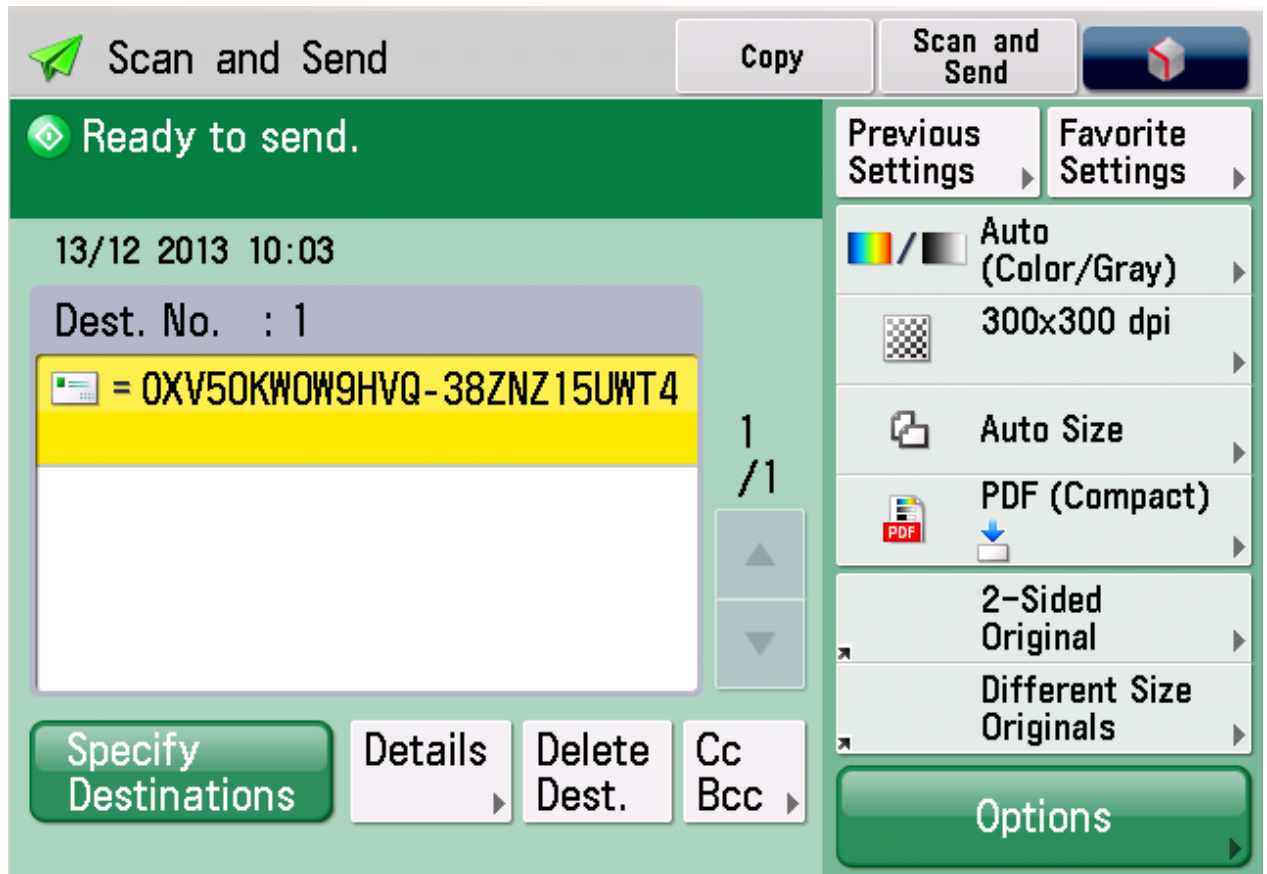 Scan and Send
Copy
Scan and
Send
Ready to send.
Previous
Settings
Favorite
Settings
13/12 2013 10:03
Auto
(Color/Gray)
Dest. No. : 1
300x300 dpi
= 0XV50KW0W9HVQ-38ZNZ15UWT4
1
/1
Auto Size
PDF (Compact)
PDF
2-Sided
Original
Different Size
Originals
Specify
Destinations
Details
Delete
Dest.
Cc
Bcc
Options